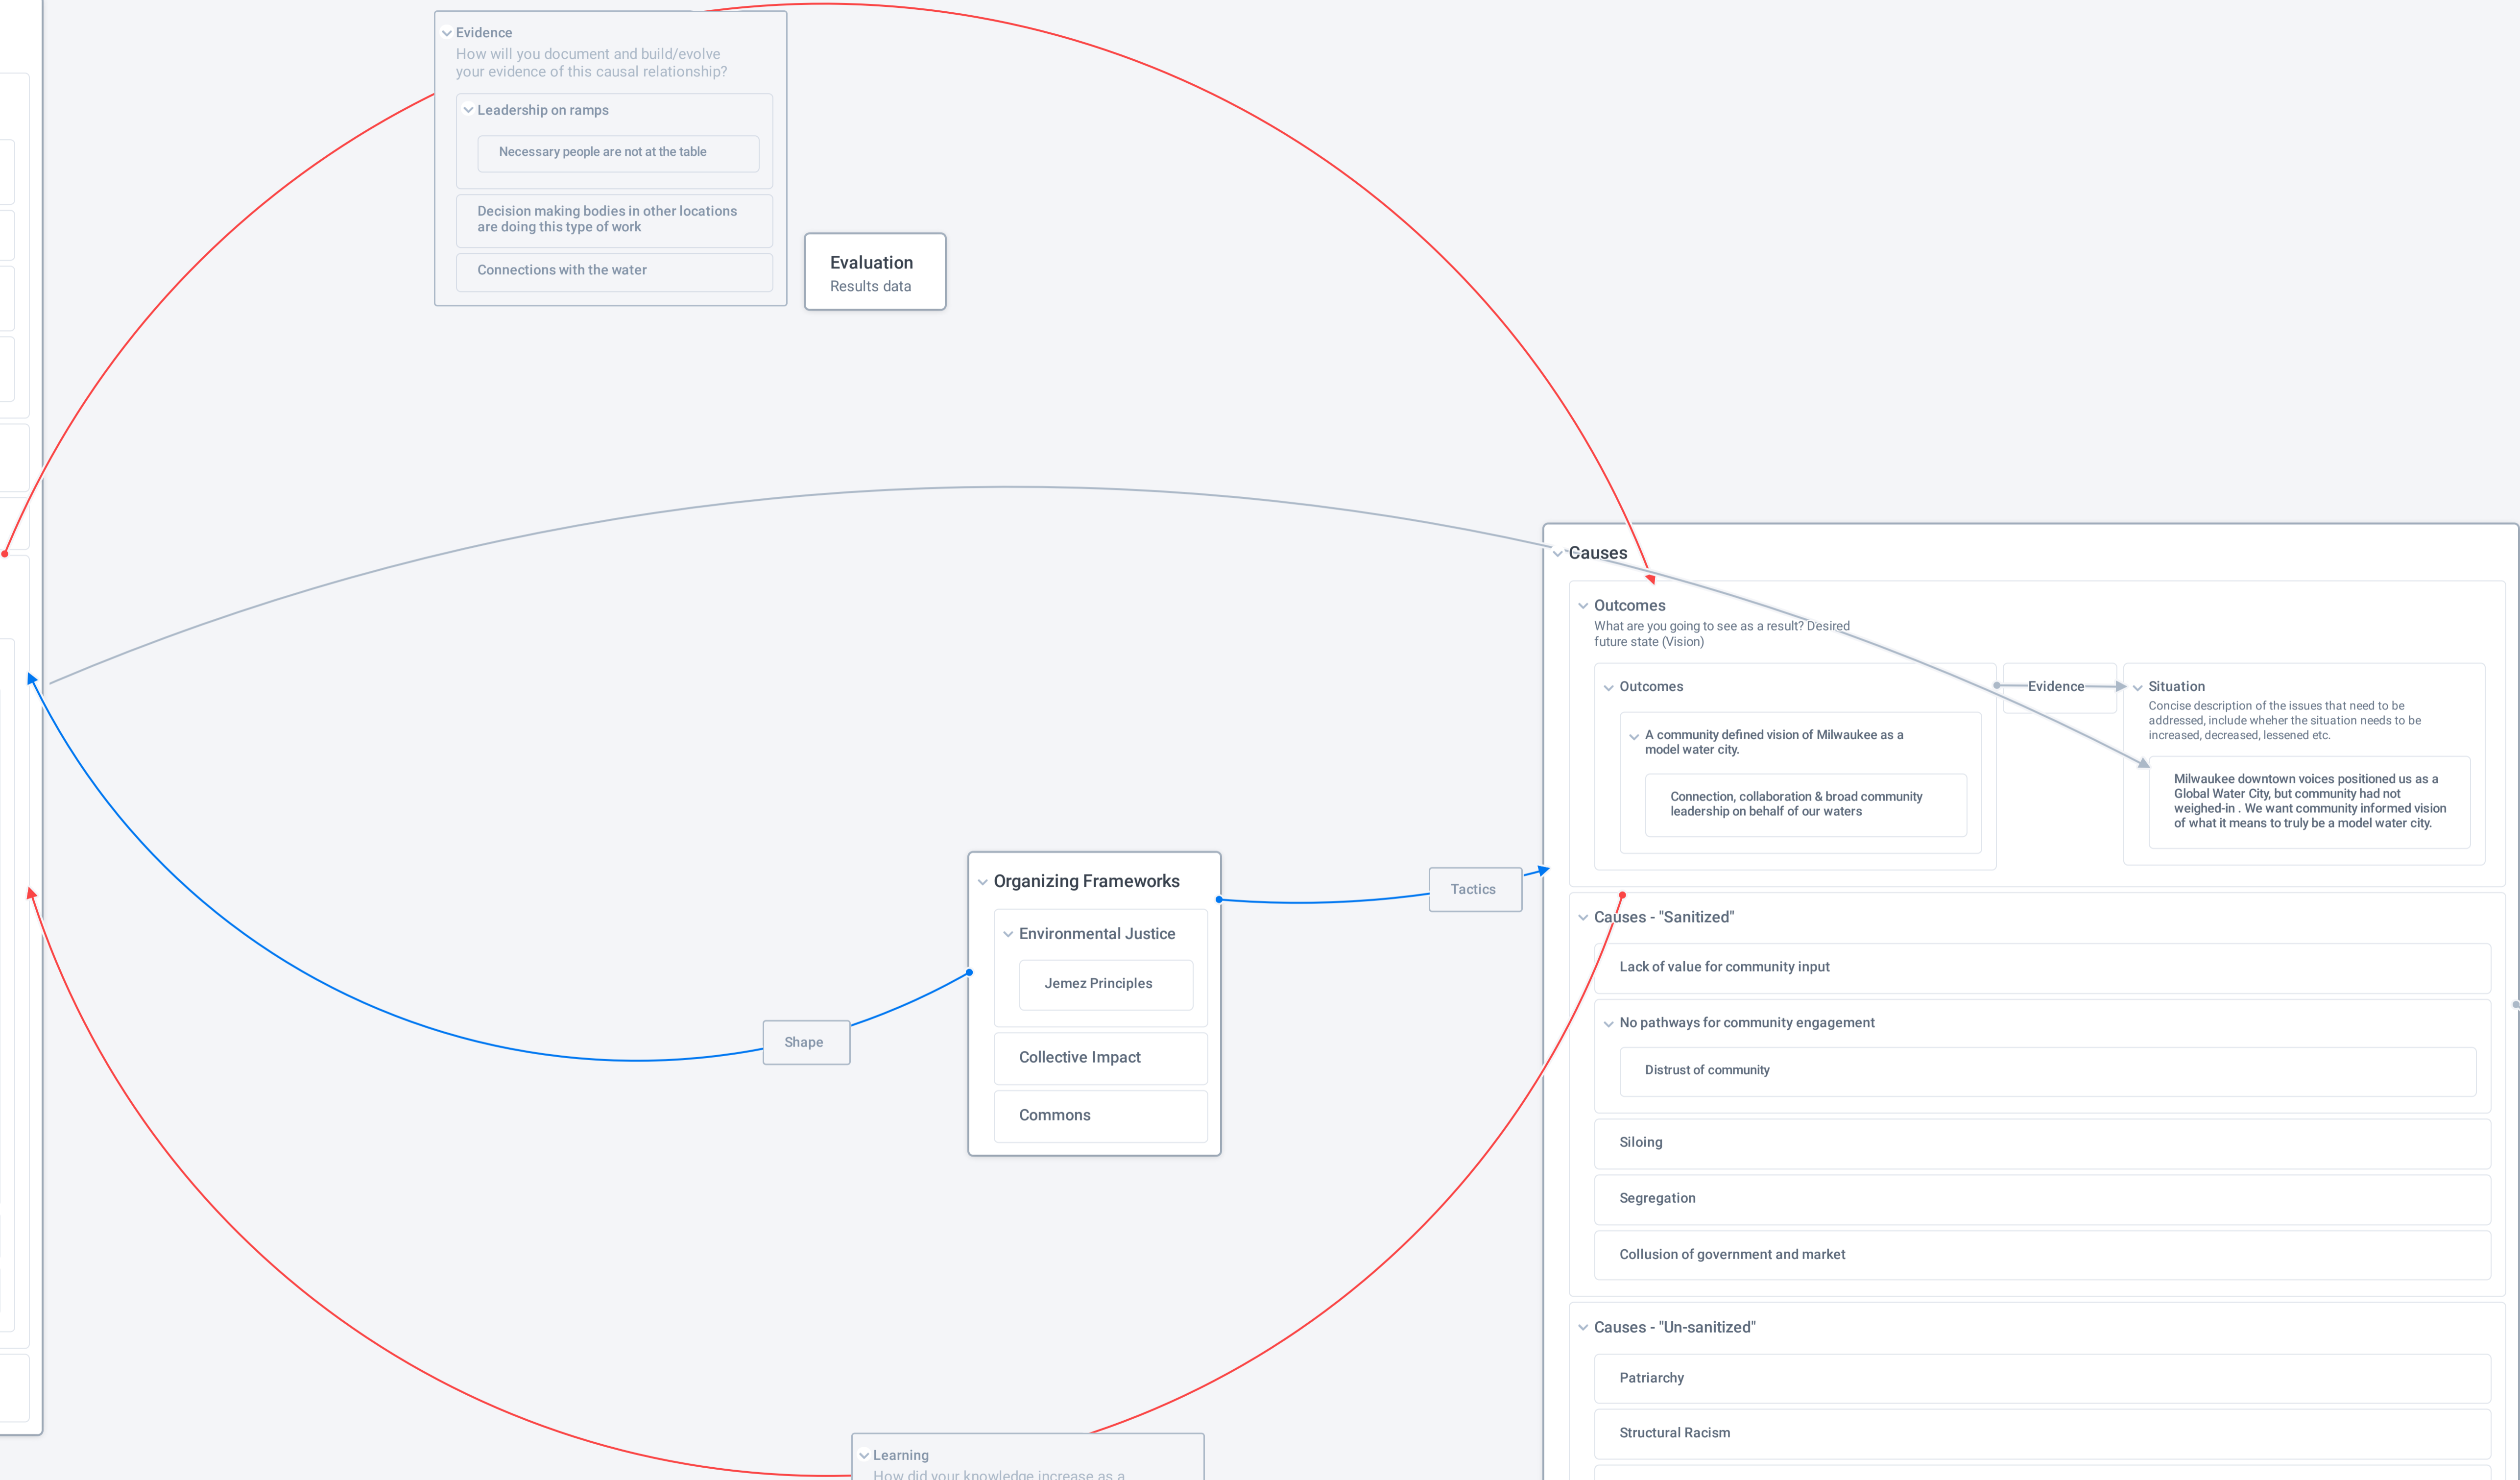 Evidence
How will you document and build/evolve
your evidence of this causal relationship?
Leadership on ramps
Necessary people are not at the table
Decision making bodies in other locations
are doing this type of work
Connections with the water
Evaluation
Results data
Causes
Outcomes
What are you going to see as a result? Desired
future state (Vision)
Outcomes
A community defined vision of Milwaukee as a
model water city.
Connection, collaboration & broad community
leadership on behalf of our waters
Evidence
Situation
Concise description of the issues that need to be
addressed, include wheher the situation needs to be
increased, decreased, lessened etc.
Milwaukee downtown voices positioned us as a
Global Water City, but community had not
weighed-in . We want community informed vision
of what it means to truly be a model water city.
Organizing Frameworks
Environmental Justice
Jemez Principles
Collective Impact
Commons
Tactics
Shape
Causes - "Sanitized"
Lack of value for community input
No pathways for community engagement
Distrust of community
Siloing
Segregation
Collusion of government and market
Causes - "Un-sanitized"
Patriarchy
Structural Racism
Learning
How did your knowledge increase as a